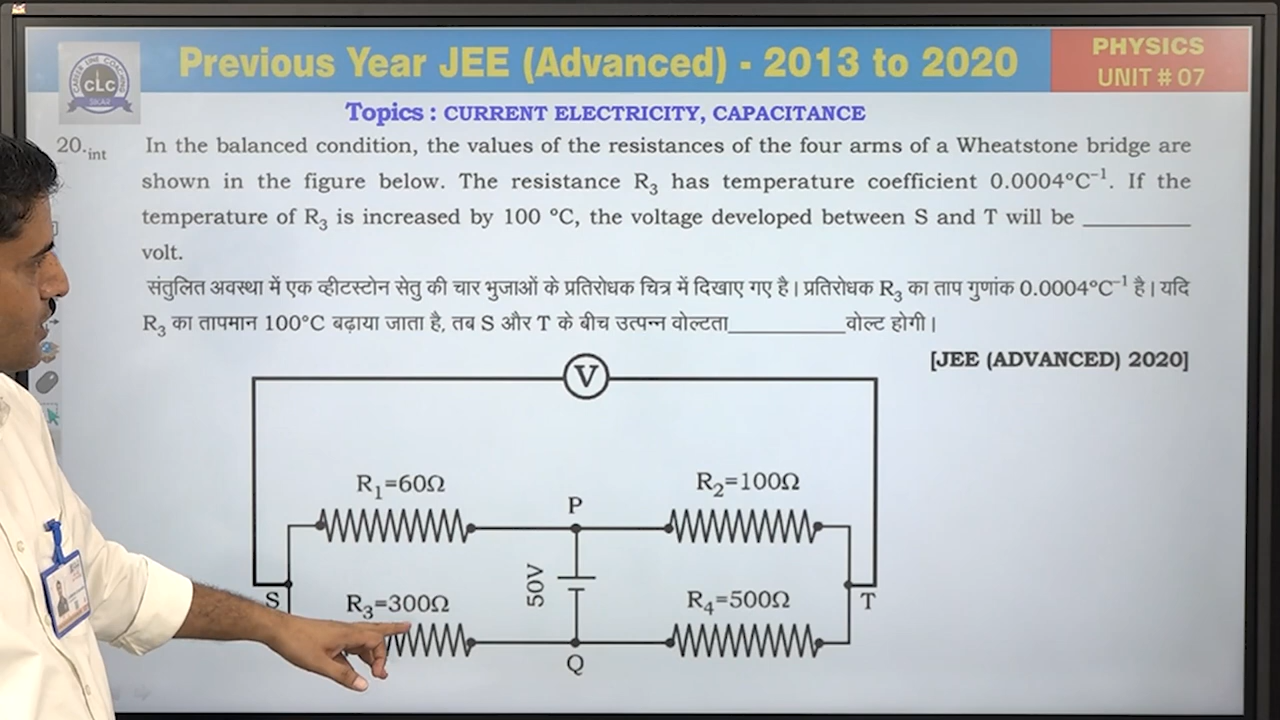 Previous Year JEE (Advanced) - 2013 to 2020
PHYSICS
UNIT # 07
CLC
SIKAR
Topics : CURRENT ELECTRICITY, CAPACITANCE
20.int In the balanced condition, the values of the resistances of the four arms of a Wheatstone bridge are
shown in the figure below. The resistance R3 has temperature coefficient 0.0004°C–1. If the
temperature of R3 is increased by 100 °C, the voltage developed between S and T will be ________
volt.
संतुलित अवस्था में एक व्हीटस्टोन सेतु की चार भुजाओं के प्रतिरोधक चित्र में दिखाए गए है। प्रतिरोधक R3 का ताप गुणांक 0.0004°C–1 है। यदि
R3 का तापमान 100°C बढ़ाया जाता है, तब S और T के बीच उत्पन्न वोल्टता________वोल्ट होगी।
[JEE (ADVANCED) 2020]
V
R1=60Ω
R2=100Ω
P
50V
S
R3=300Ω
R4=500Ω
T
Q